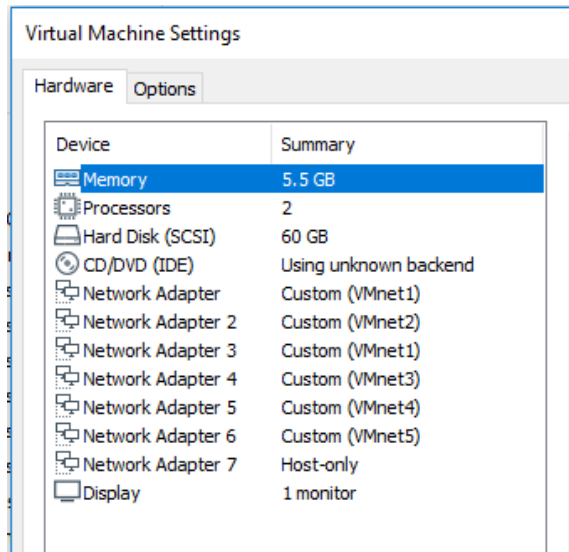 Virtual Machine Settings
Hardware Options
Device Summary
Memory 5.5 GB
Processors 2
Hard Disk (SCSI) 60 GB
CD/DVD (IDE) Using unknown backend
Network Adapter Custom (VMnet1)
Network Adapter 2 Custom (VMnet2)
Network Adapter 3 Custom (VMnet1)
Network Adapter 4 Custom (VMnet3)
Network Adapter 5 Custom (VMnet4)
Network Adapter 6 Custom (VMnet5)
Network Adapter 7 Host-only
Display 1 monitor